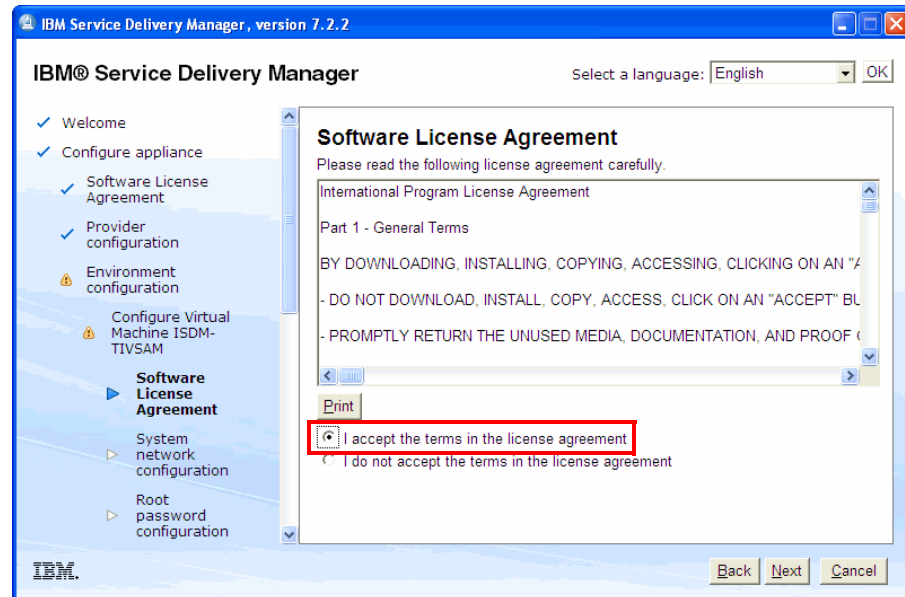 IBM Service Delivery Manager, version 7.2.2
IBM® Service Delivery Manager
Select a language: English OK
Welcome
Configure appliance
Software License
Agreement
Provider
configuration
Environment
configuration
Configure Virtual
Machine ISDM-
TIVSAM
Software
License
Agreement
System
network
configuration
Root
password
configuration
Software License Agreement
Please read the following license agreement carefully.
International Program License Agreement
Part 1 - General Terms
BY DOWNLOADING, INSTALLING, COPYING, ACCESSING, CLICKING ON AN "A
- DO NOT DOWNLOAD, INSTALL, COPY, ACCESS, CLICK ON AN "ACCEPT" BU
- PROMPTLY RETURN THE UNUSED MEDIA, DOCUMENTATION, AND PROOF
Print
I accept the terms in the license agreement
I do not accept the terms in the license agreement
IBM.
Back Next Cancel